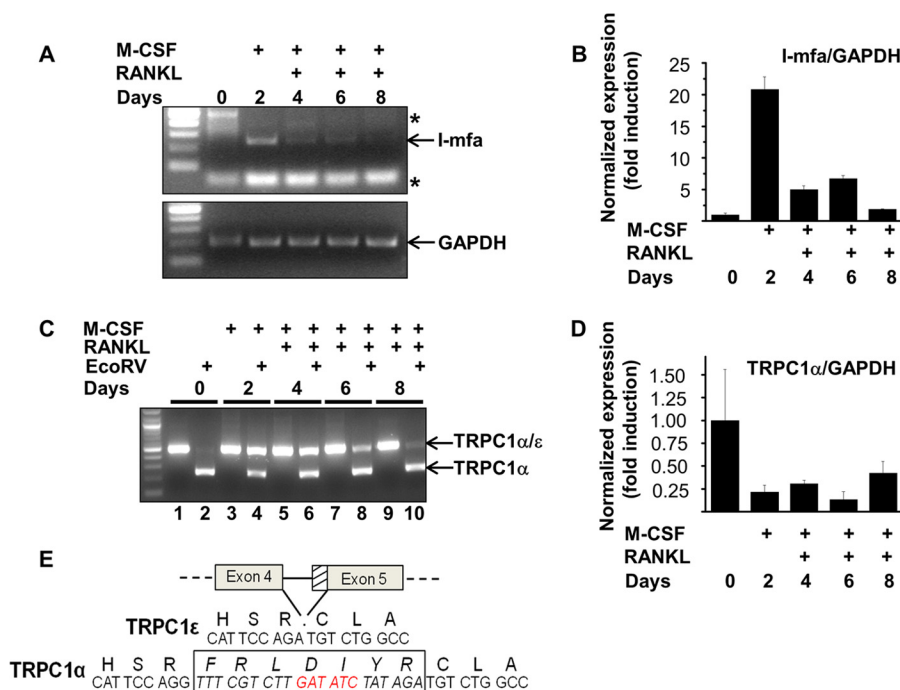 A
M-CSF + + + +
RANKL + + +
Days 0 2 4 6 8
*
I-mfa
*
GAPDH
B
I-mfa/GAPDH
Normalized expression
(fold induction)
25
20
15
10
5
M-CSF + + + +
RANKL + + +
Days 0 2 4 6 8
C
M-CSF + + + + + + + +
RANKL + + + + + +
EcoRV + + + + +
Days 0 2 4 6 8
TRPC1α/ε
TRPC1α
1 2 3 4 5 6 7 8 9 10
D
TRPC1α/GAPDH
Normalized expression
(fold induction)
1.50
1.25
1.00
0.75
0.50
0.25
M-CSF + + + +
RANKL + + +
Days 0 2 4 6 8
E
Exon 4 Exon 5
H S R . C L A
TRPC1ε
CAT TCC AGA TGT CTG GCC
TRPC1α
H S R F R L D I Y R C L A
CAT TCC AGG TTT CGT CTT GAT ATC TAT AGA TGT CTG GCC